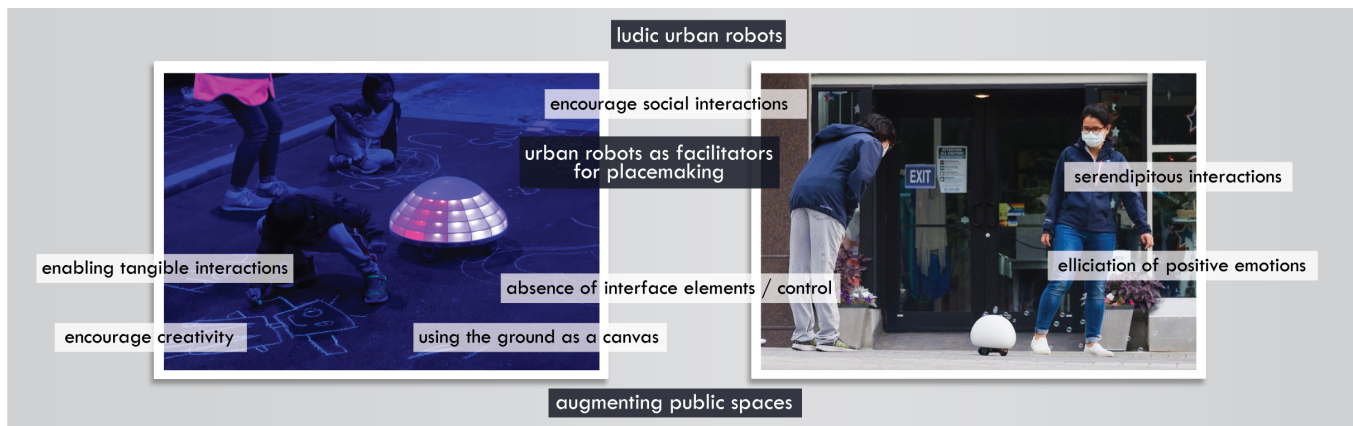 ludic urban robots
encourage social interactions
urban robots as facilitators
for placemaking
EXIT
serendipitous interactions
enabling tangible interactions
elliciation of positive emotions
absence of interface elements / control
encourage creativity
using the ground as a canvas
augmenting public spaces